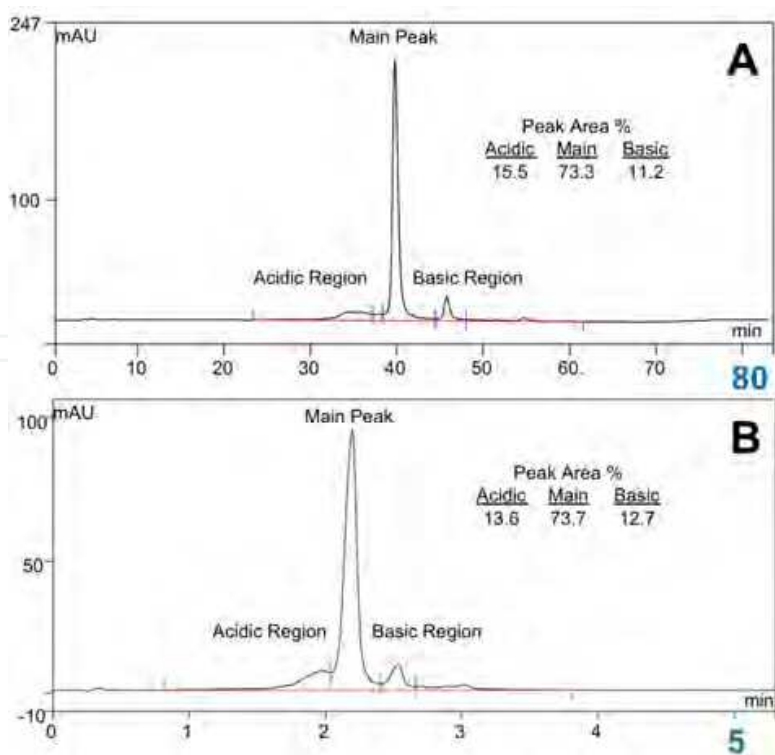 247
mAU
Main Peak
A
Peak Area %
Acidic Main Basic
15.5 73.3 11.2
100
Acidic Region Basic Region
min
0 10 20 30 40 50 60 70 80
100
mAU
Main Peak
B
Peak Area %
Acidic Main Basic
13.6 73.7 12.7
50
Acidic Region Basic Region
min
-10
0 1 2 3 4 5